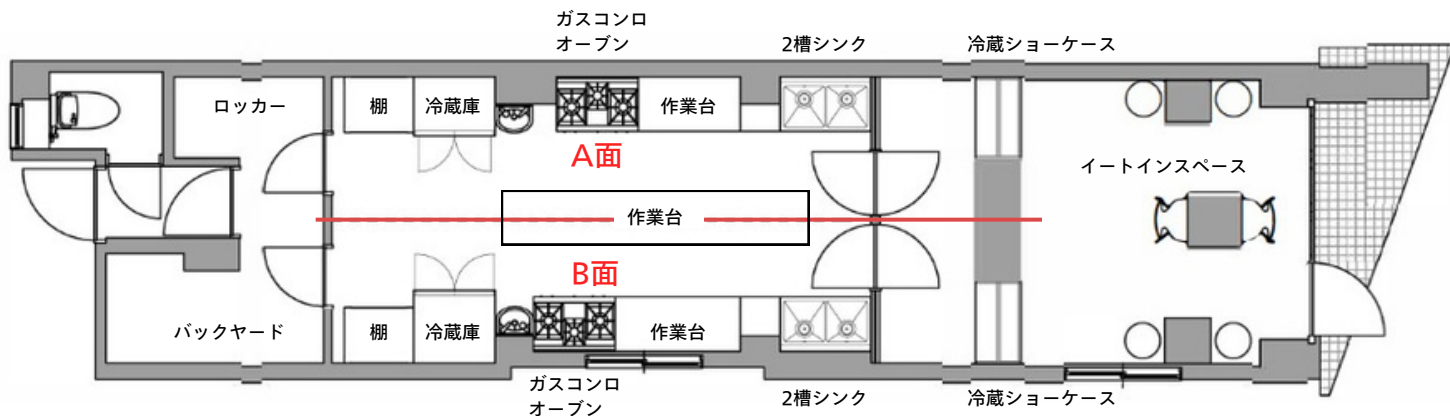 ガスコンロ
オーブン
2槽シンク
冷蔵ショーケース
ロッカー
棚
冷蔵庫
作業台
A面
イートインスペース
作業台
B面
バックヤード
棚
冷蔵庫
作業台
ガスコンロ
オーブン
2槽シンク
冷蔵ショーケース